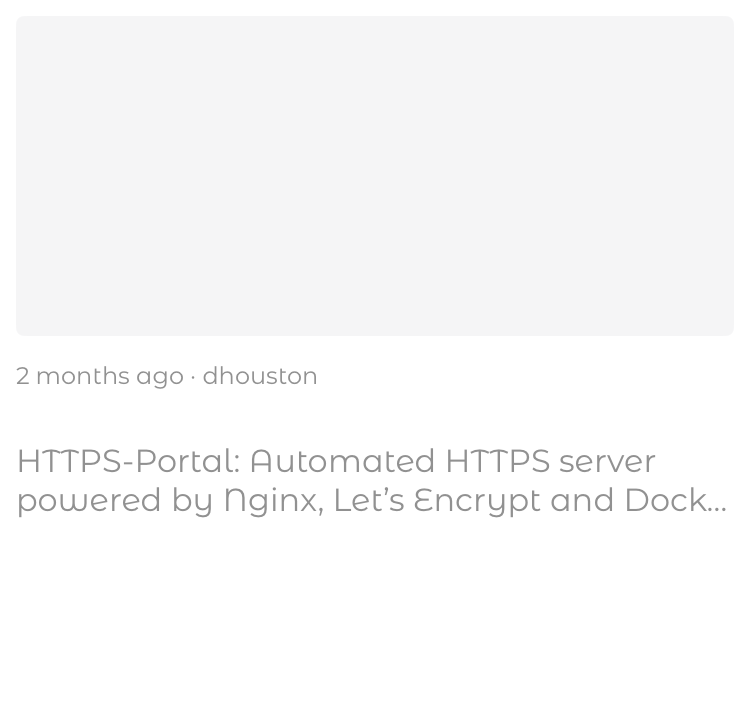 2 months ago · dhouston
HTTPS-Portal: Automated HTTPS server
powered by Nginx, Let’s Encrypt and Dock...